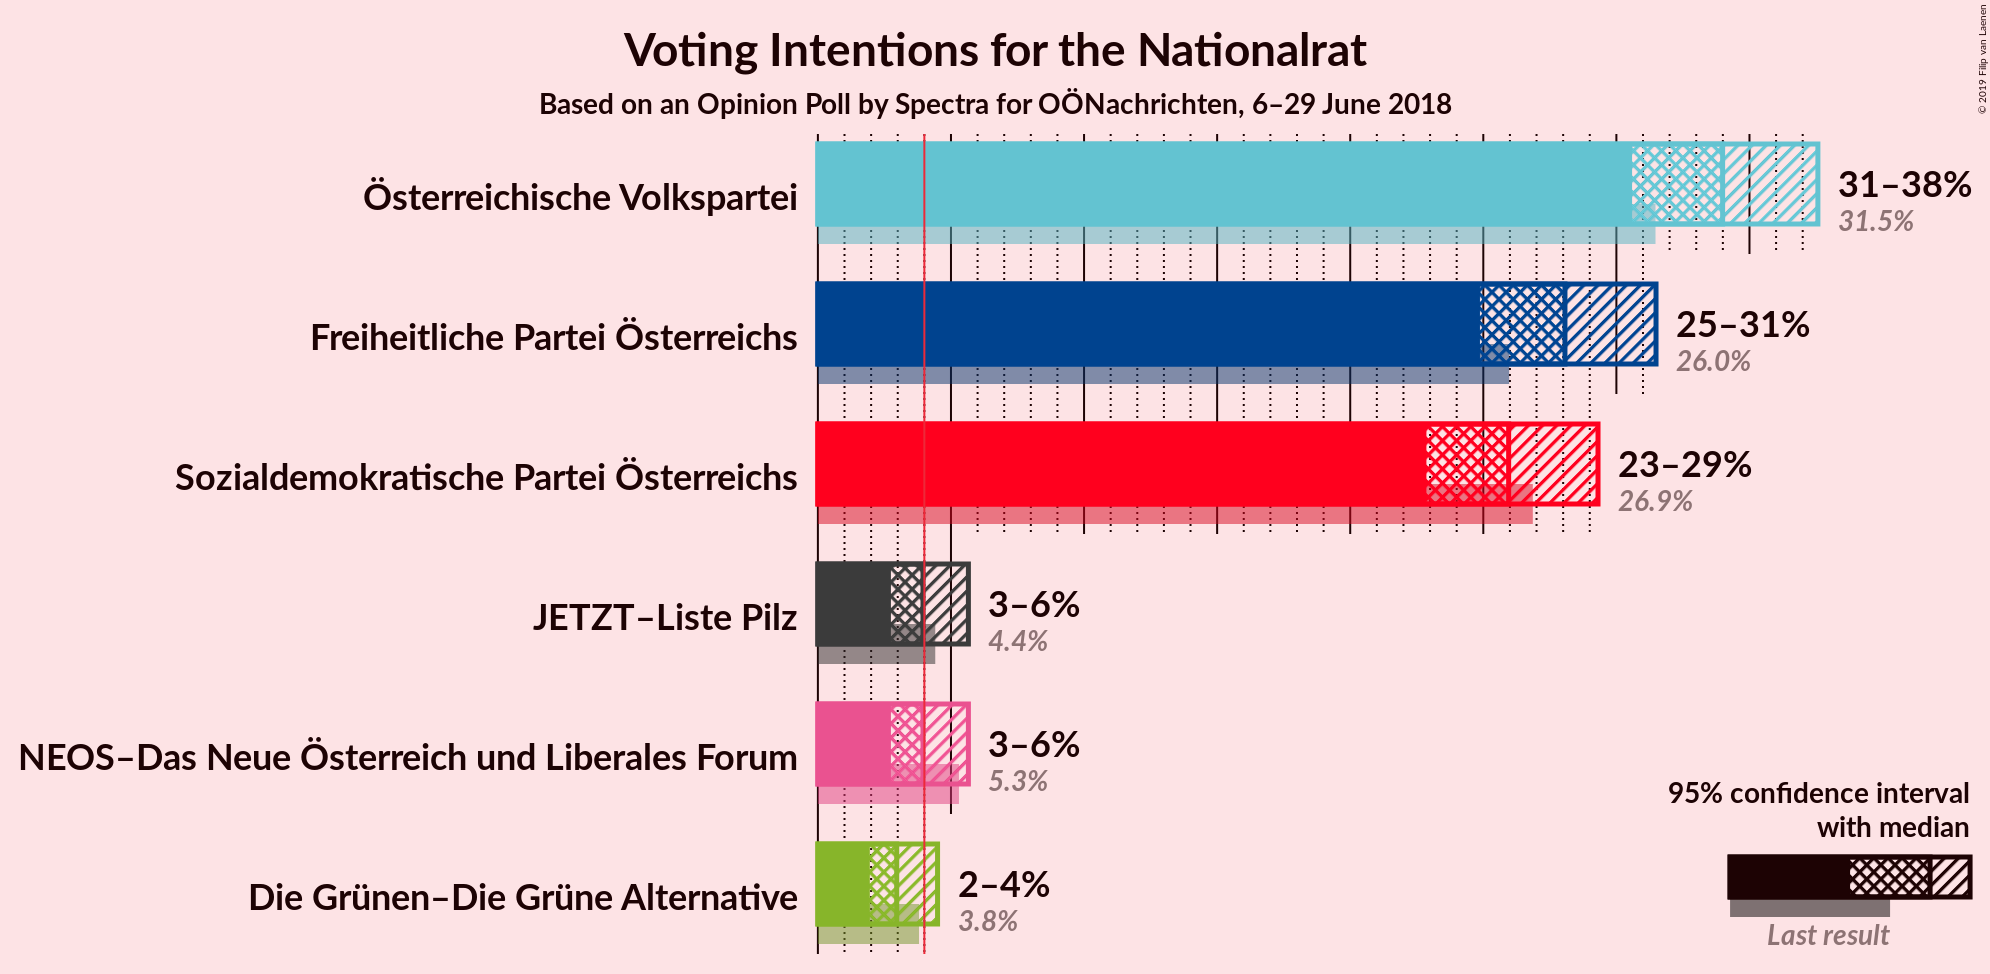 Voting Intentions for the Nationalrat
Based on an Opinion Poll by Spectra for OÖNachrichten, 6–29 June 2018
© 2019 Filip van Laenen
Österreichische Volkspartei
31–38%
31.5%
Freiheitliche Partei Österreichs
25–31%
26.0%
Sozialdemokratische Partei Österreichs
23–29%
26.9%
JETZT–Liste Pilz
3–6%
4.4%
NEOS–Das Neue Österreich und Liberales Forum
3–6%
5.3%
Die Grünen–Die Grüne Alternative
2–4%
3.8%
95% confidence interval
with median
Last result